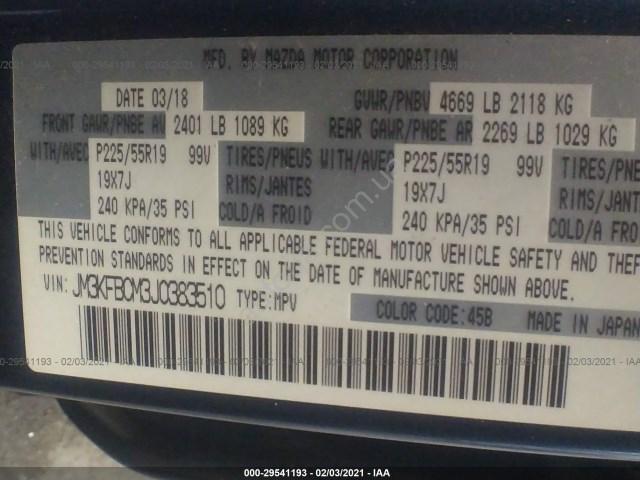 MFD. BY MAZDA MOTOR CORPORATION
DATE 03/18 GVWR/PNBV 4669 LB 2118 KG
FRONT GAWR/PNBE AV 2401 LB 1089 KG REAR GAWR/PNBE AR 2269 LB 1029 KG
WITH/AVEC P225/55R19 99V TIRES/PNEUS WITH/AVEC P225/55R19 99V TIRES/PNEUS
19X7J RIMS/JANTES 19X7J RIMS/JANTES
240 KPA/35 PSI COLD/A FROID 240 KPA/35 PSI COLD/A FROID
THIS VEHICLE CONFORMS TO ALL APPLICABLE FEDERAL MOTOR VEHICLE SAFETY AND THEF
PREVENTION STANDARDS IN EFFECT ON THE DATE OF MANUFACTURE SHOWN ABOVE.
VIN: JM3KFBCM3J0383510 TYPE:MPV
COLOR CODE:45B MADE IN JAPAN
000-29541193 - 02/03/2021 - IAA